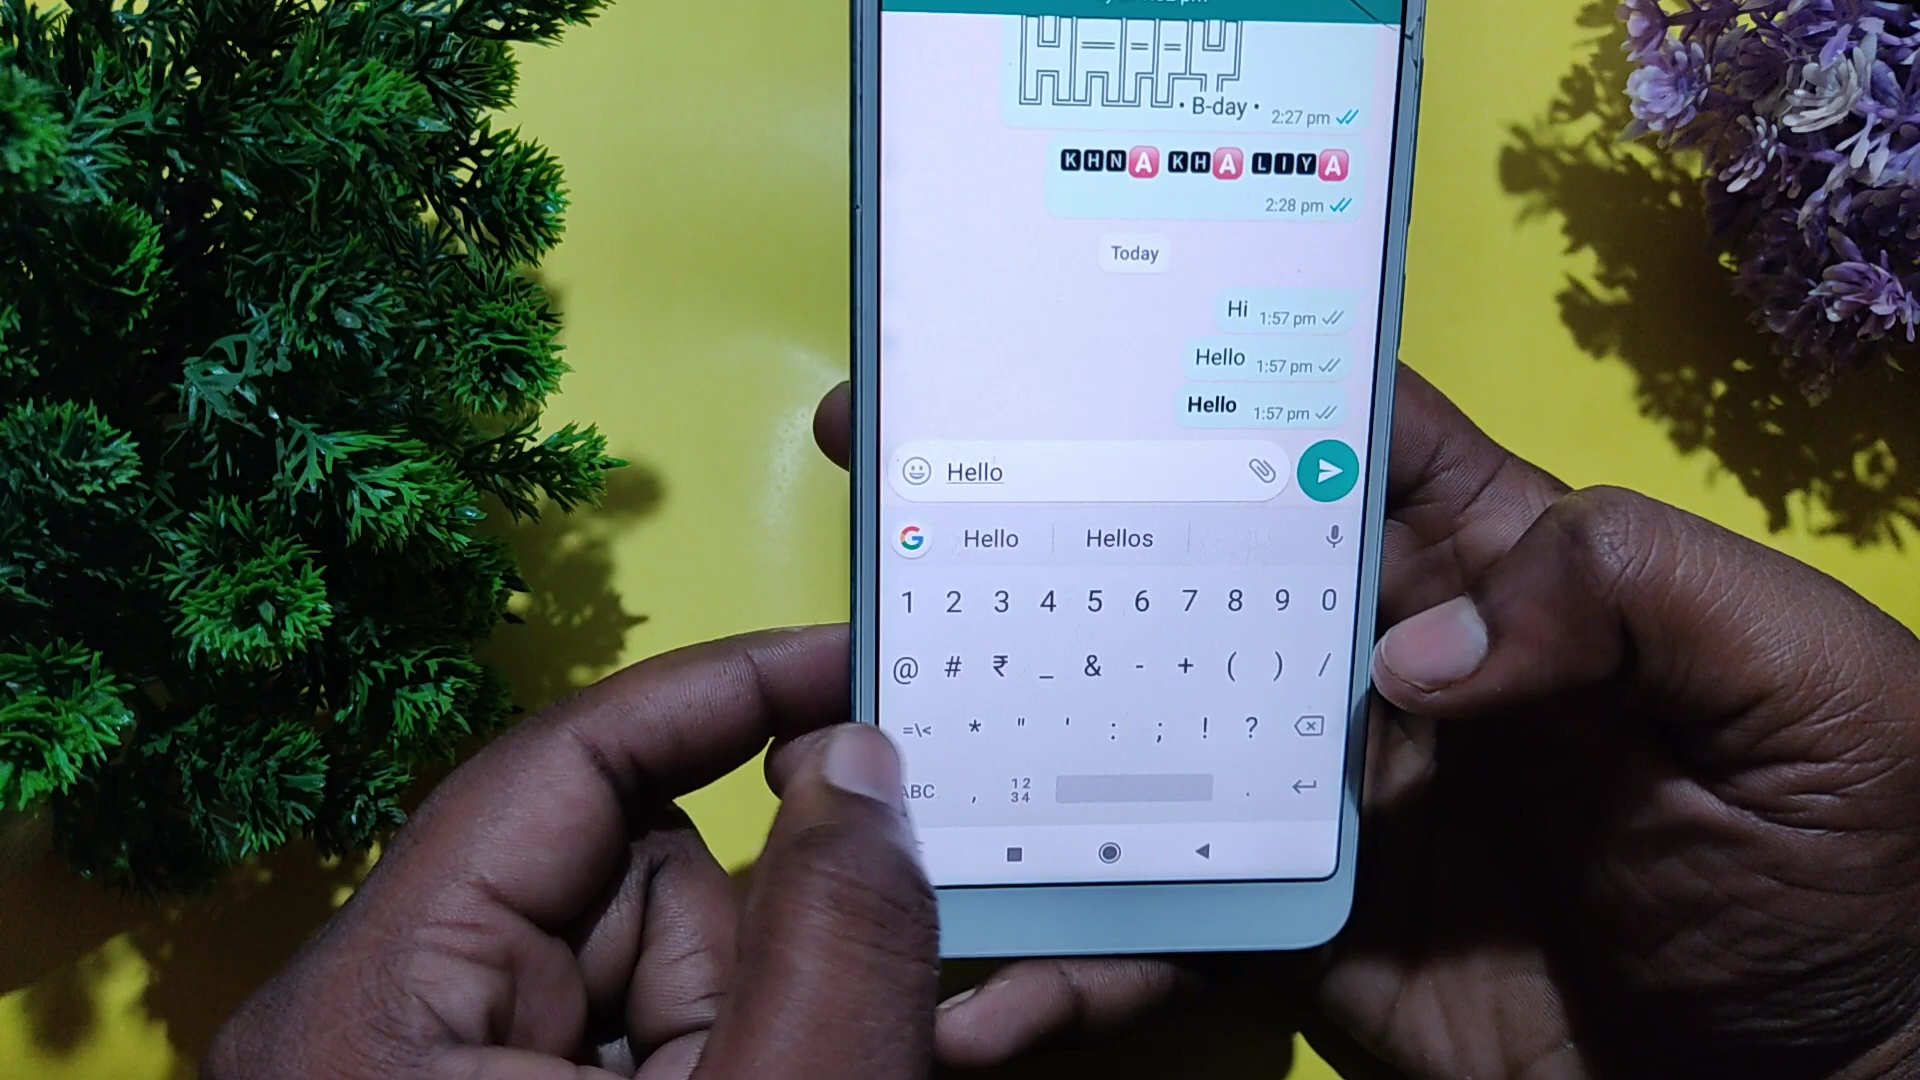 HAPPY
• B-day • 2:27 pm
KHNA KHA LIYA
2:28 pm
Today
Hi 1:57 pm
Hello 1:57 pm
Hello 1:57 pm
Hello
Hello Hellos
1 2 3 4 5 6 7 8 9 0
@ # ₹ _ & - + ( ) /
=\< * " ' : ; ! ?
ABC , 12 34 .